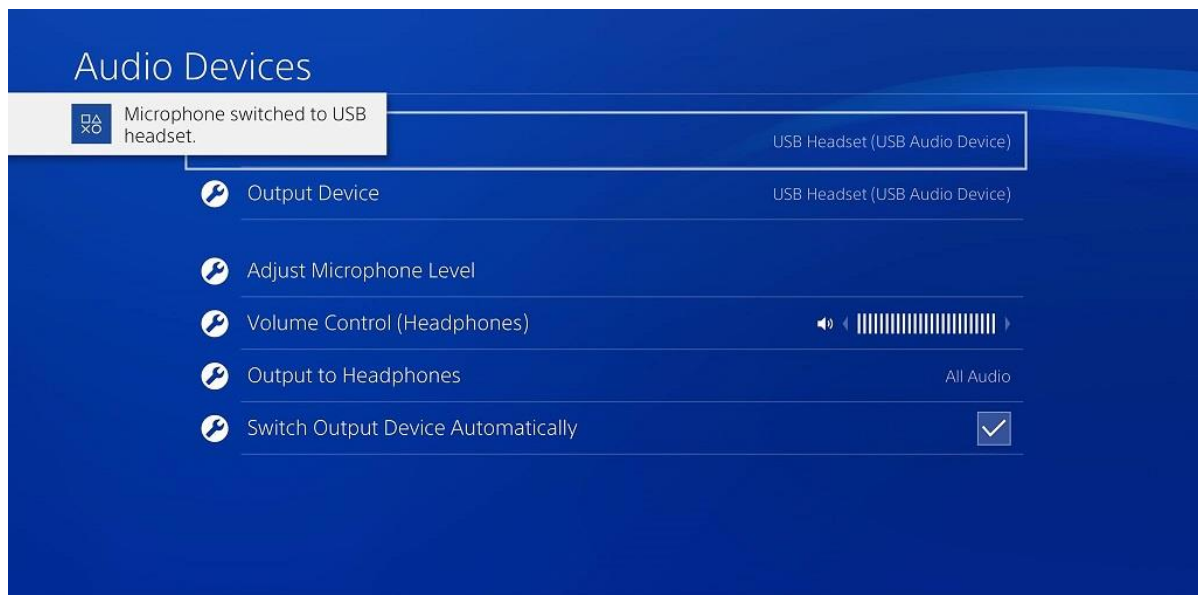 Audio Devices
Microphone switched to USB
headset.
USB Headset (USB Audio Device)
Output Device USB Headset (USB Audio Device)
Adjust Microphone Level
Volume Control (Headphones)
Output to Headphones All Audio
Switch Output Device Automatically